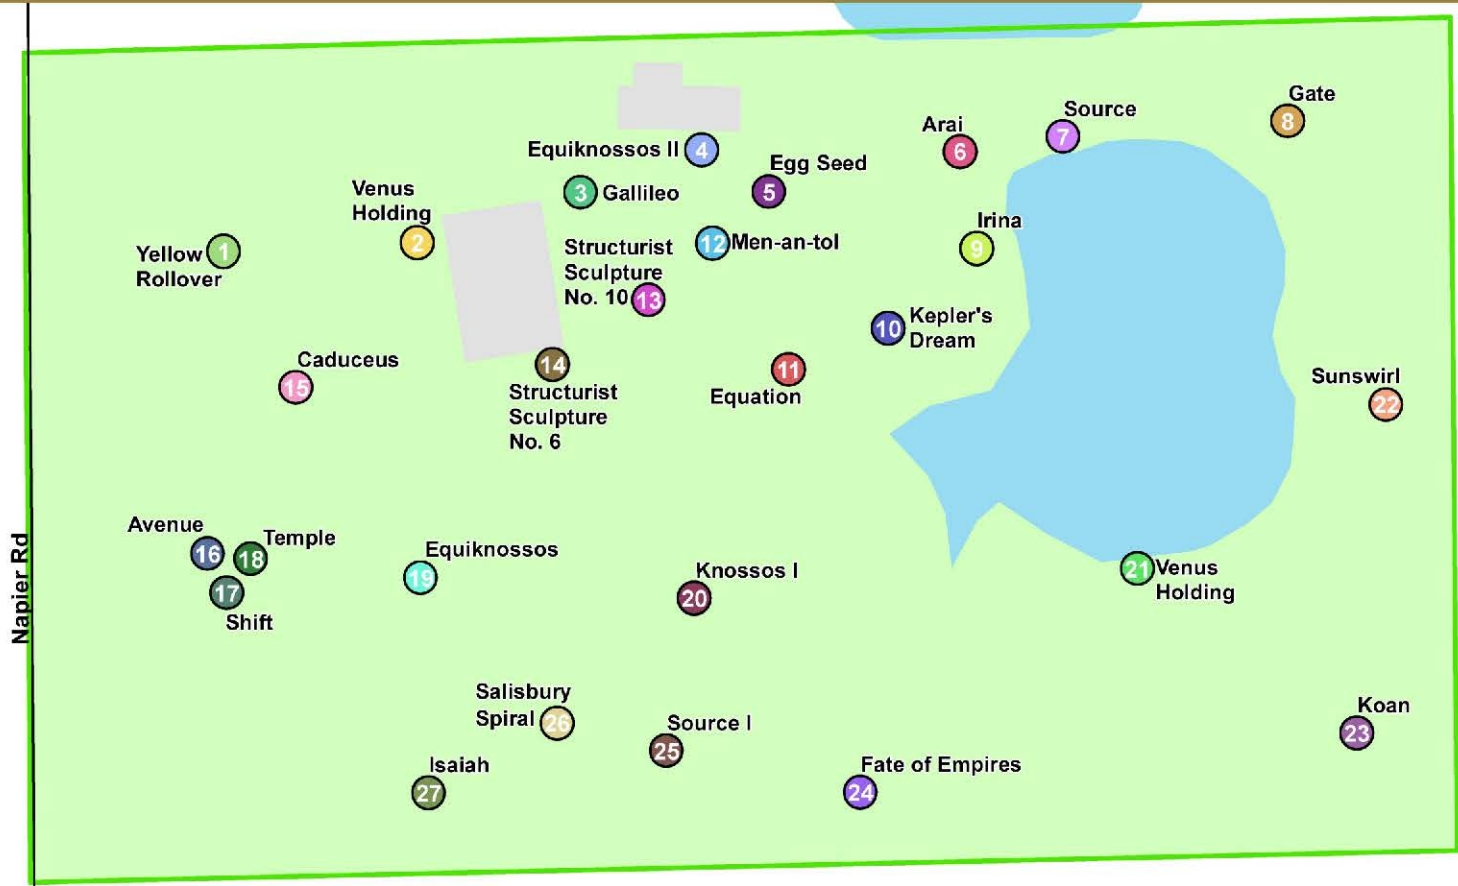 Gate
8
Source
7
Arai
6
Equiknossos II
4
Egg Seed
5
Gallileo
3
Venus
Holding
2
Yellow
Rollover
1
Structurist
Sculpture
No. 10
13
12
Men-an-tol
Irina
9
10
Kepler's
Dream
Caduceus
15
14
Structurist
Sculpture
No. 6
11
Equation
Sunswirl
22
Avenue
16
18
Temple
17
Shift
Equiknossos
19
Knossos I
20
21
Venus
Holding
Napier Rd
Salisbury
Spiral
26
Source I
25
Isaiah
27
Fate of Empires
24
Koan
23